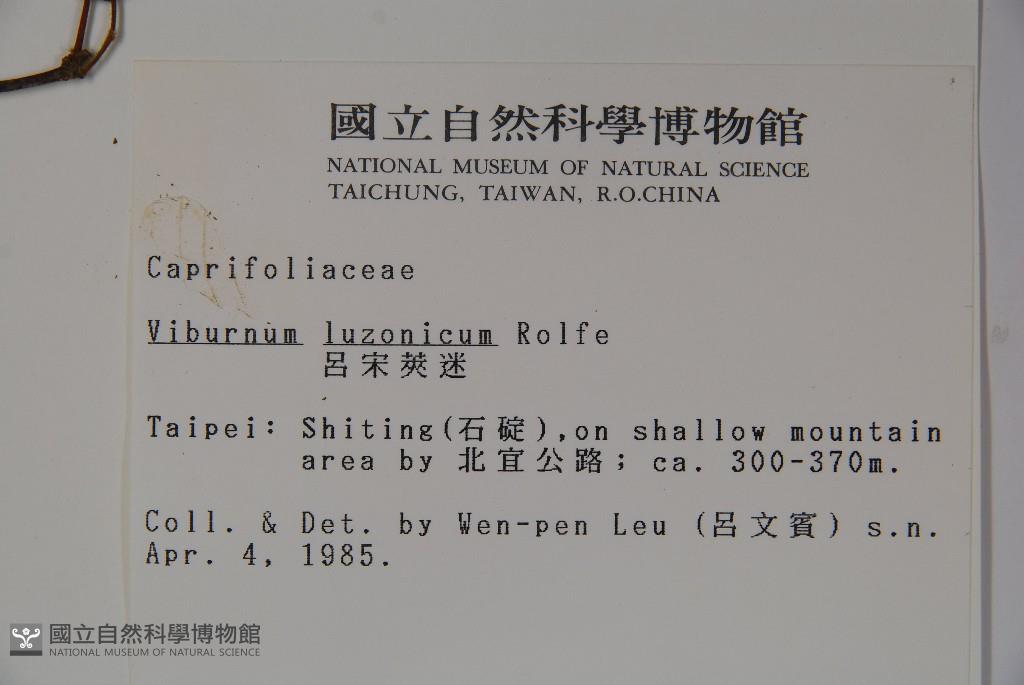 國立自然科學博物館
NATIONAL MUSEUM OF NATURAL SCIENCE
TAICHUNG, TAIWAN, R.O.CHINA
Caprifoliaceae
Viburnum luzonicum Rolfe
呂宋莢迷
Taipei: Shiting(石碇),on shallow mountain
area by 北宜公路; ca. 300-370m.
Coll. & Det. by Wen-pen Leu (呂文賓) s.n.
Apr. 4, 1985.
國立自然科學博物館
NATIONAL MUSEUM OF NATURAL SCIENCE